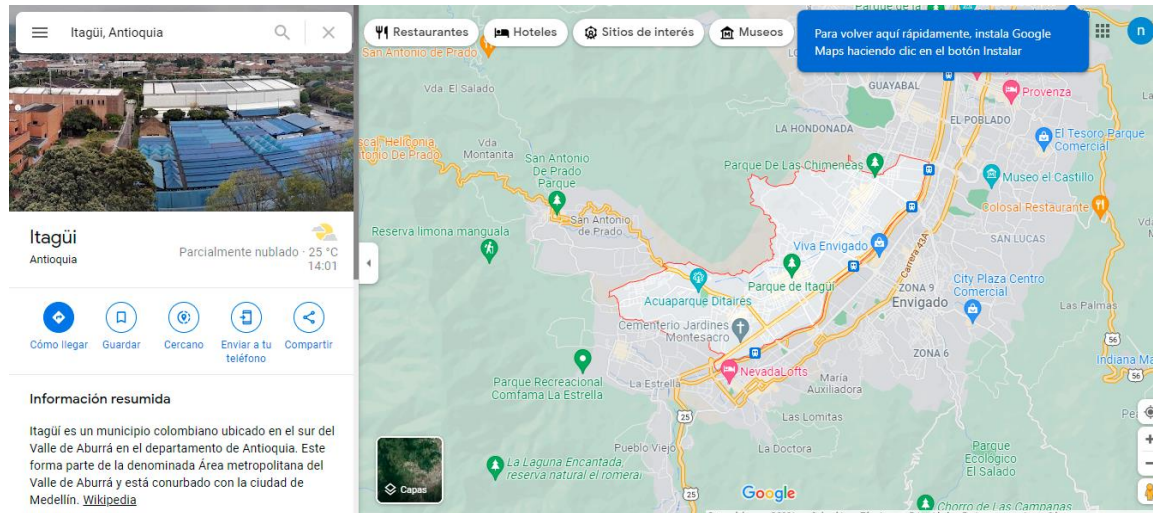 Itagüi, Antioquia
Itagüi
Antioquia
Parcialmente nublado · 25 °C
14:01
Cómo llegar
Guardar
Cercano
Enviar a tu
teléfono
Compartir
Información resumida
Itagüí es un municipio colombiano ubicado en el sur del
Valle de Aburrá en el departamento de Antioquia. Este
forma parte de la denominada Área metropolitana del
Valle de Aburrá y está conurbado con la ciudad de
Medellín. Wikipedia
Restaurantes
Hoteles
Sitios de interés
Museos
Para volver aquí rápidamente, instala Google
Maps haciendo clic en el botón Instalar
n
San Antonio de Prado
Vda. El Salado
GUAYABAL
Provenza
EL POBLADO
LA HONDONADA
El Tesoro Parque
Comercial
Vda
Montanita
San Antonio
De Prado
Parque
Parque De Las Chimeneas
Museo el Castillo
Colosal Restaurante
San Antonio
de Prado
Reserva limona manguala
Viva Envigado
Carrera 43A
SAN LUCAS
Parque de Itagüí
Acuaparque Ditaires
ZONA 9
Envigado
City Plaza Centro
Comercial
Las Palmas
Cementerio Jardines
Montesacro
56
ZONA 6
Indiana
56
NevadaLofts
Parque Recreacional
Comfama La Estrella
La Estrella
María
Auxiliadora
25
Las Lomitas
Pueblo Viejo
La Doctora
Parque
Ecológico
El Salado
La Laguna Encantada,
reserva natural el romeral
Capas
25
Google
Chorro de Las Campanas